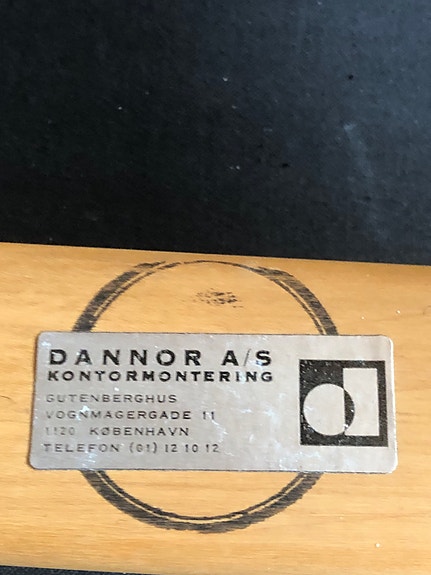 DANNOR A/S
KONTORMONTERING
GUTENBERGHUS
VOGNMAGERGADE 11
1120 KØBENHAVN
TELEFON (01) 12 10 12
d